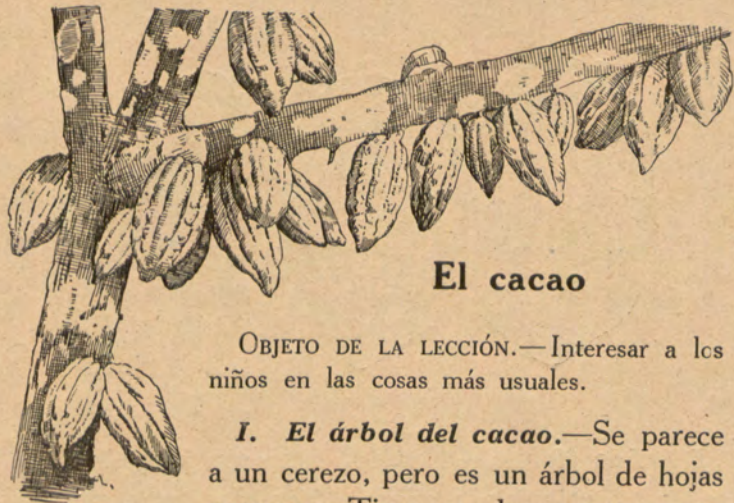 El cacao
OBJETO DE LA LECCIÓN.—Interesar a los
niños en las cosas más usuales.
I. El árbol del cacao.—Se parece
a un cerezo, pero es un árbol de hojas